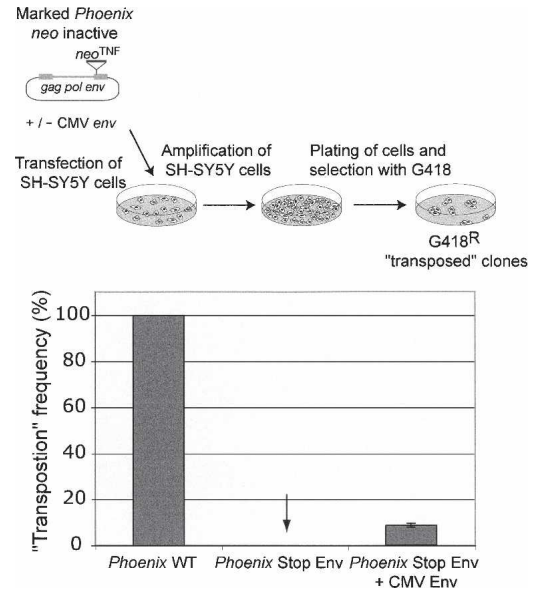 Marked Phoenix
neo inactive
neoTNF
gag pol env
+ / - CMV env
Transfection of
SH-SY5Y cells
Amplification of
SH-SY5Y cells
Plating of cells and
selection with G418
G418R
"transposed" clones
"Transpostion" frequency (%)
100
80
60
40
20
0
Phoenix WT
Phoenix Stop Env
Phoenix Stop Env
+ CMV Env